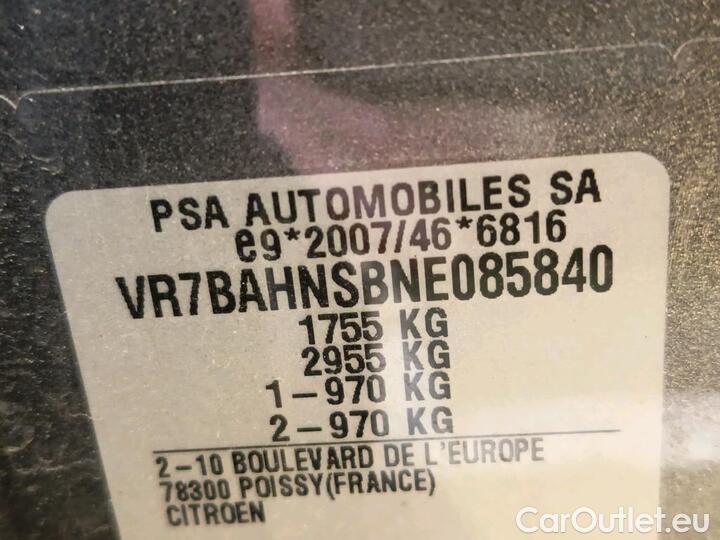 PSA AUTOMOBILES SA
e9*2007/46*6816
VR7BAHNSBNE085840
1755 KG
2955 KG
1-970 KG
2-970 KG
2-10 BOULEVARD DE L'EUROPE
78300 POISSY(FRANCE)
CITROEN
CarOutlet.eu